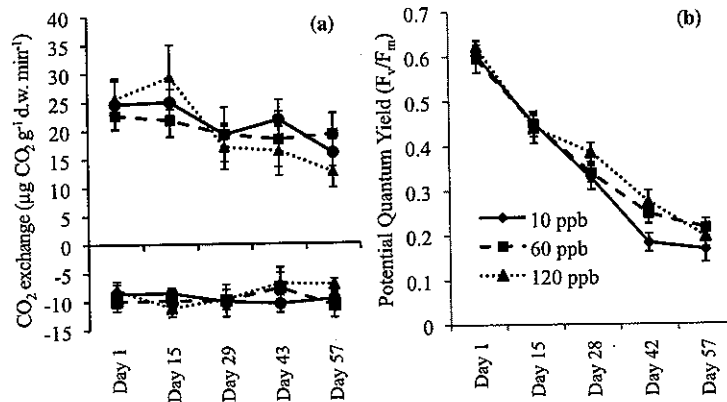 (a)
CO₂ exchange (µg CO₂ g⁻¹ d.w. min⁻¹)
40
35
30
25
20
15
10
5
0
-5
-10
-15
Day 1
Day 15
Day 29
Day 43
Day 57
(b)
Potential Quantum Yield (Fᵥ/Fₘ)
0.7
0.6
0.5
0.4
0.3
0.2
0.1
0
10 ppb
60 ppb
120 ppb
Day 1
Day 15
Day 28
Day 42
Day 57